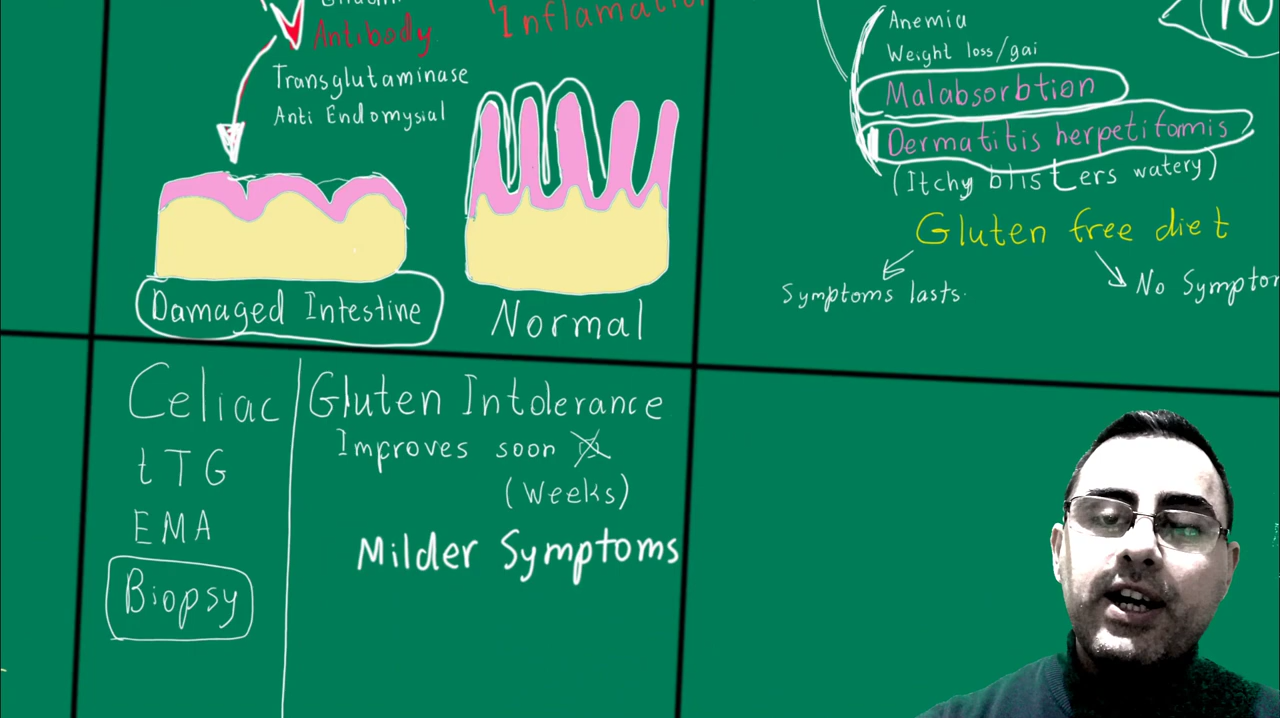 Antibody
Inflamation
Transglutaminase
Anti Endomysial
Damaged Intestine
Normal
Anemia
Weight loss/gai
Malabsorbtion
Dermatitis herpetiformis
(Itchy blisters watery)
Gluten free diet
Symptoms lasts.
No Symptom
Celiac
tTG
EMA
Biopsy
Gluten Intolerance
Improves soon
(Weeks)
Milder Symptoms